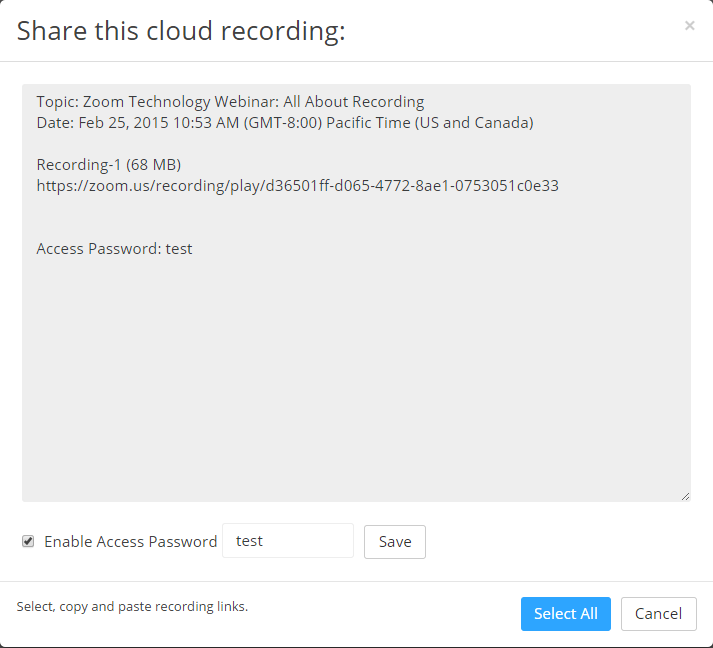 Share this cloud recording:
×
Topic: Zoom Technology Webinar: All About Recording
Date: Feb 25, 2015 10:53 AM (GMT-8:00) Pacific Time (US and Canada)
Recording-1 (68 MB)
https://zoom.us/recording/play/d36501ff-d065-4772-8ae1-0753051c0e33
Access Password: test
Enable Access Password test Save
Select, copy and paste recording links.
Select All Cancel